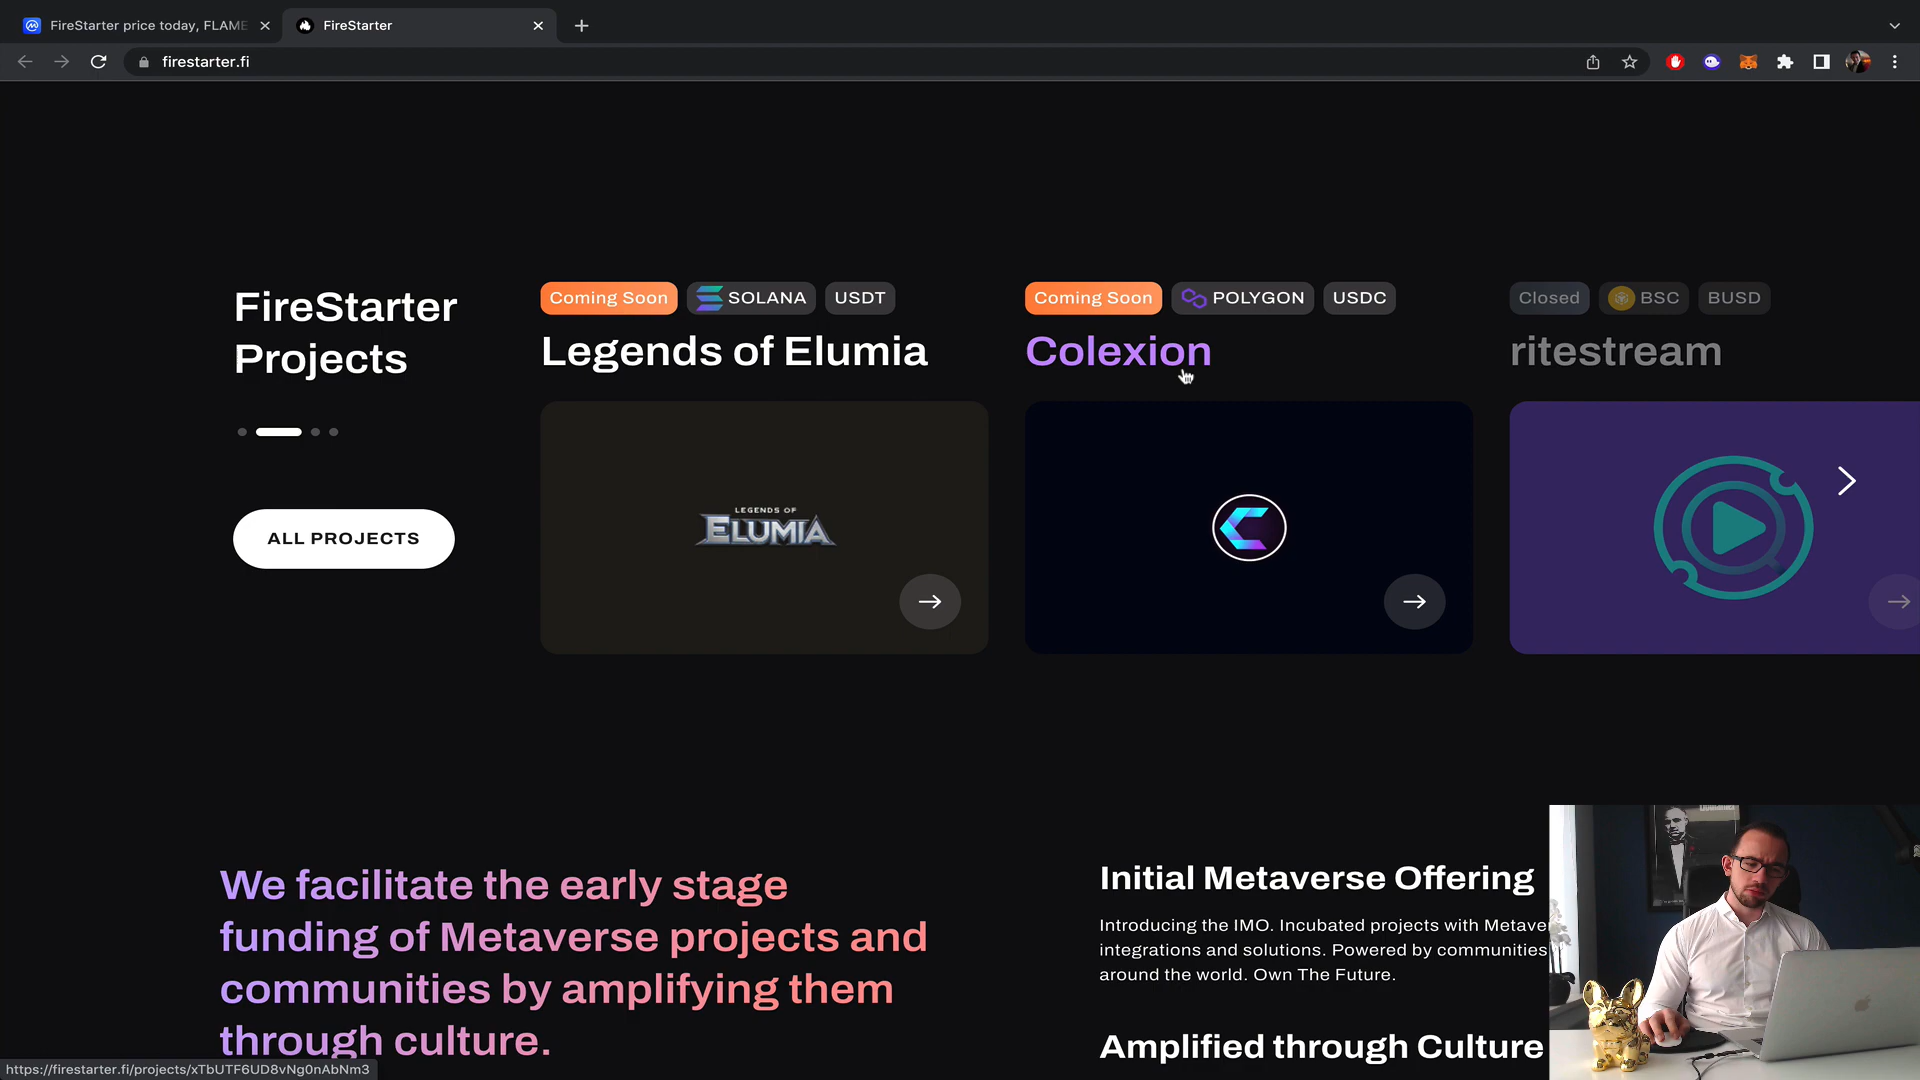 FireStarter price today, FLAME
FireStarter
firestarter.fi
FireStarter
Projects
ALL PROJECTS
Coming Soon
SOLANA
USDT
Legends of Elumia
LEGENDS OF
ELUMIA
Coming Soon
POLYGON
USDC
Colexion
Closed
BSC
BUSD
ritestream
We facilitate the early stage
funding of Metaverse projects and
communities by amplifying them
through culture.
Initial Metaverse Offering
Introducing the IMO. Incubated projects with Metaver
integrations and solutions. Powered by communities
around the world. Own The Future.
Amplified through Culture
https://firestarter.fi/projects/xTbUTF6UD8vNg0nAbNm3